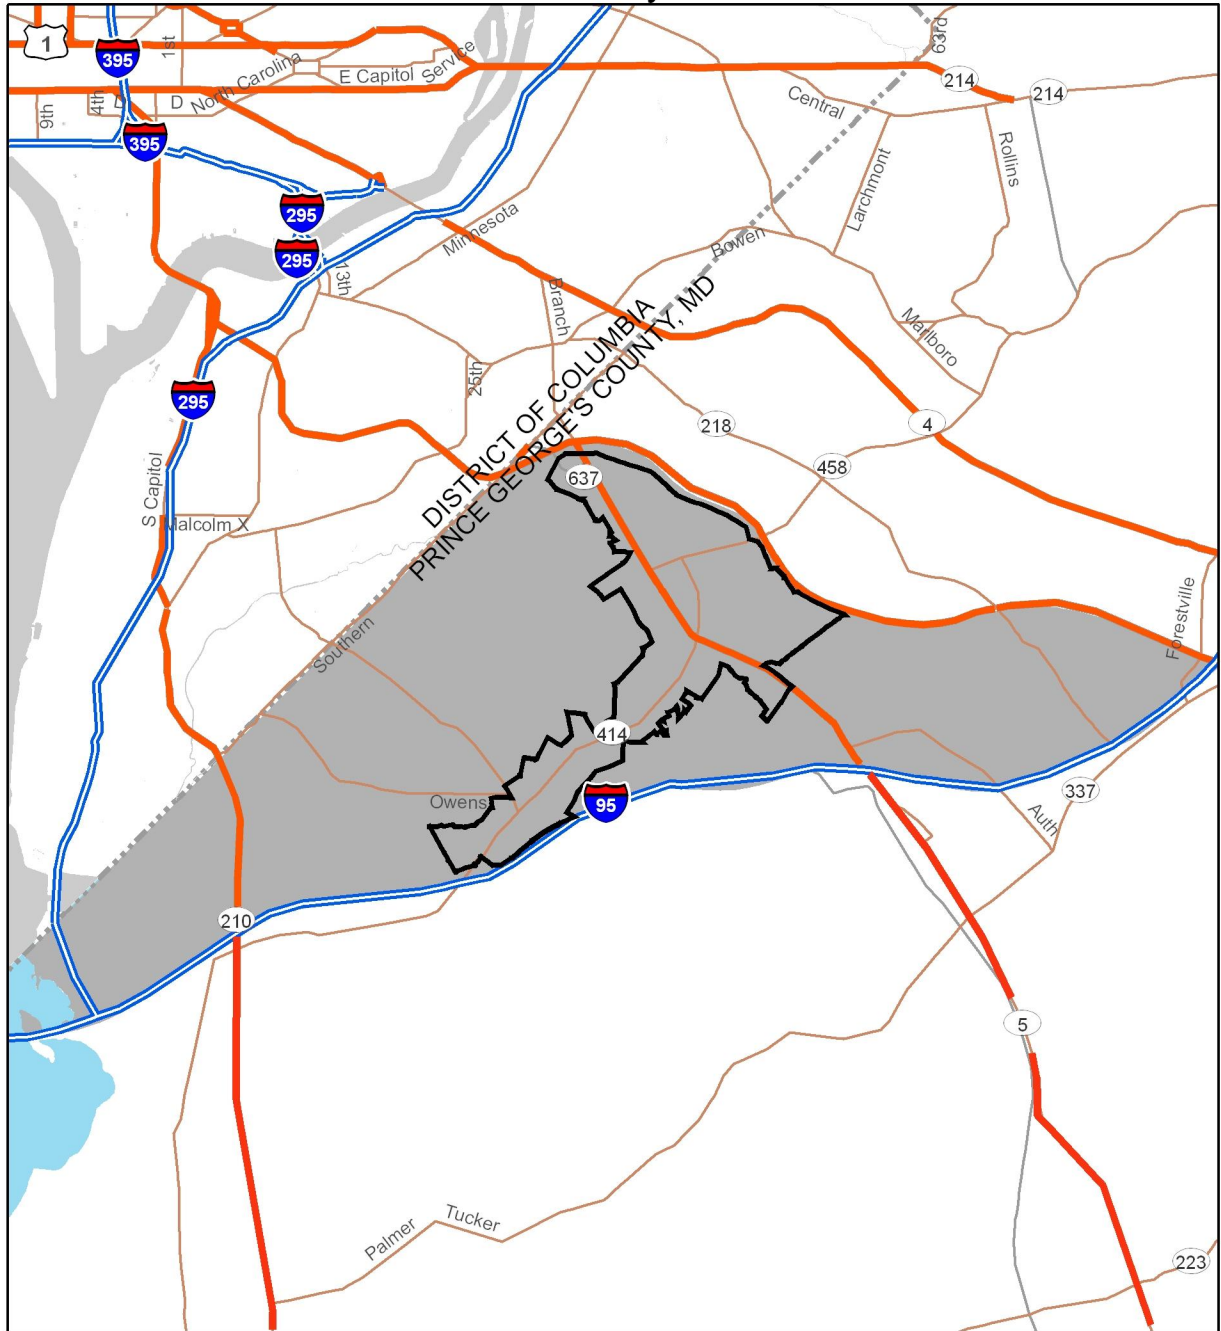 1
395
1st
North Carolina
E Capitol
Service
63rd
214
214
9th
4th
D
D
Central
395
Larchmont
Rollins
295
Minnesota
Bowen
295
13th
Branch
Marlboro
DISTRICT OF COLUMBIA
PRINCE GEORGE'S COUNTY, MD
25th
295
218
4
458
637
S Capitol
Malcolm X
Forestville
Southern
414
Owens
95
337
Auth
210
5
Palmer
Tucker
223